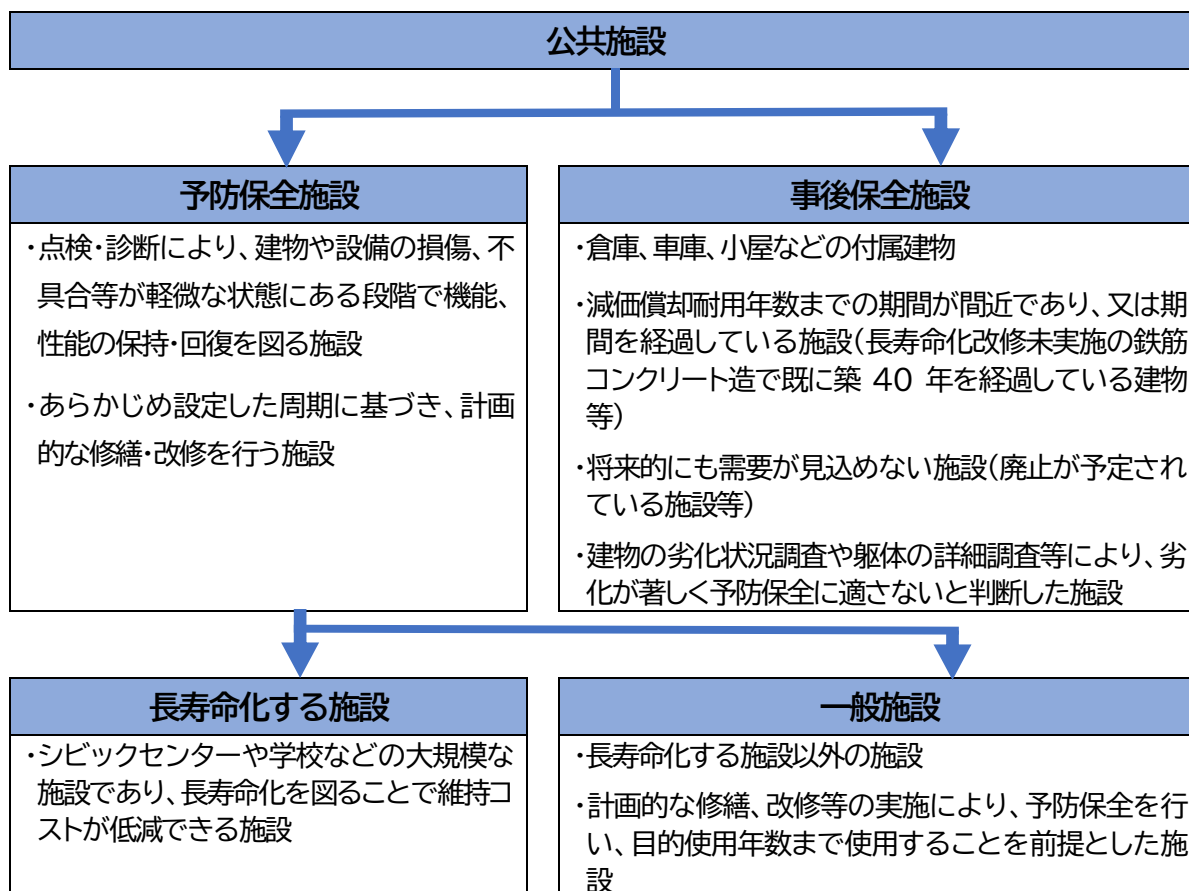 公共施設
予防保全施設
・点検・診断により、建物や設備の損傷、不
具合等が軽微な状態にある段階で機能、
性能の保持・回復を図る施設
・あらかじめ設定した周期に基づき、計画
的な修繕・改修を行う施設
事後保全施設
・倉庫、車庫、小屋などの付属建物
・減価償却耐用年数までの期間が間近であり、又は期
間を経過している施設（長寿命化改修未実施の鉄筋
コンクリート造で既に築 40 年を経過している建物
等）
・将来的にも需要が見込めない施設（廃止が予定され
ている施設等）
・建物の劣化状況調査や躯体の詳細調査等により、劣
化が著しく予防保全に適さないと判断した施設
長寿命化する施設
・シビックセンターや学校などの大規模な
施設であり、長寿命化を図ることで維持コ
ストが低減できる施設
一般施設
・長寿命化する施設以外の施設
・計画的な修繕、改修等の実施により、予防保全を行
い、目的使用年数まで使用することを前提とした施
設